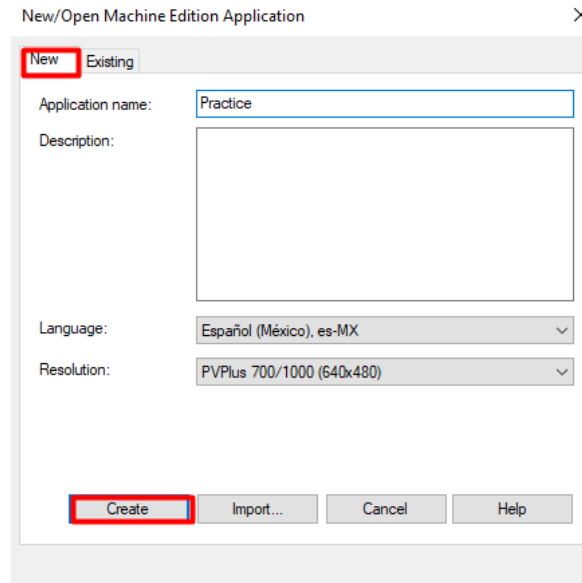 New/Open Machine Edition Application
New Existing
Application name: Practice
Description:
Language: Español (México), es-MX
Resolution: PVPlus 700/1000 (640x480)
Create Import... Cancel Help